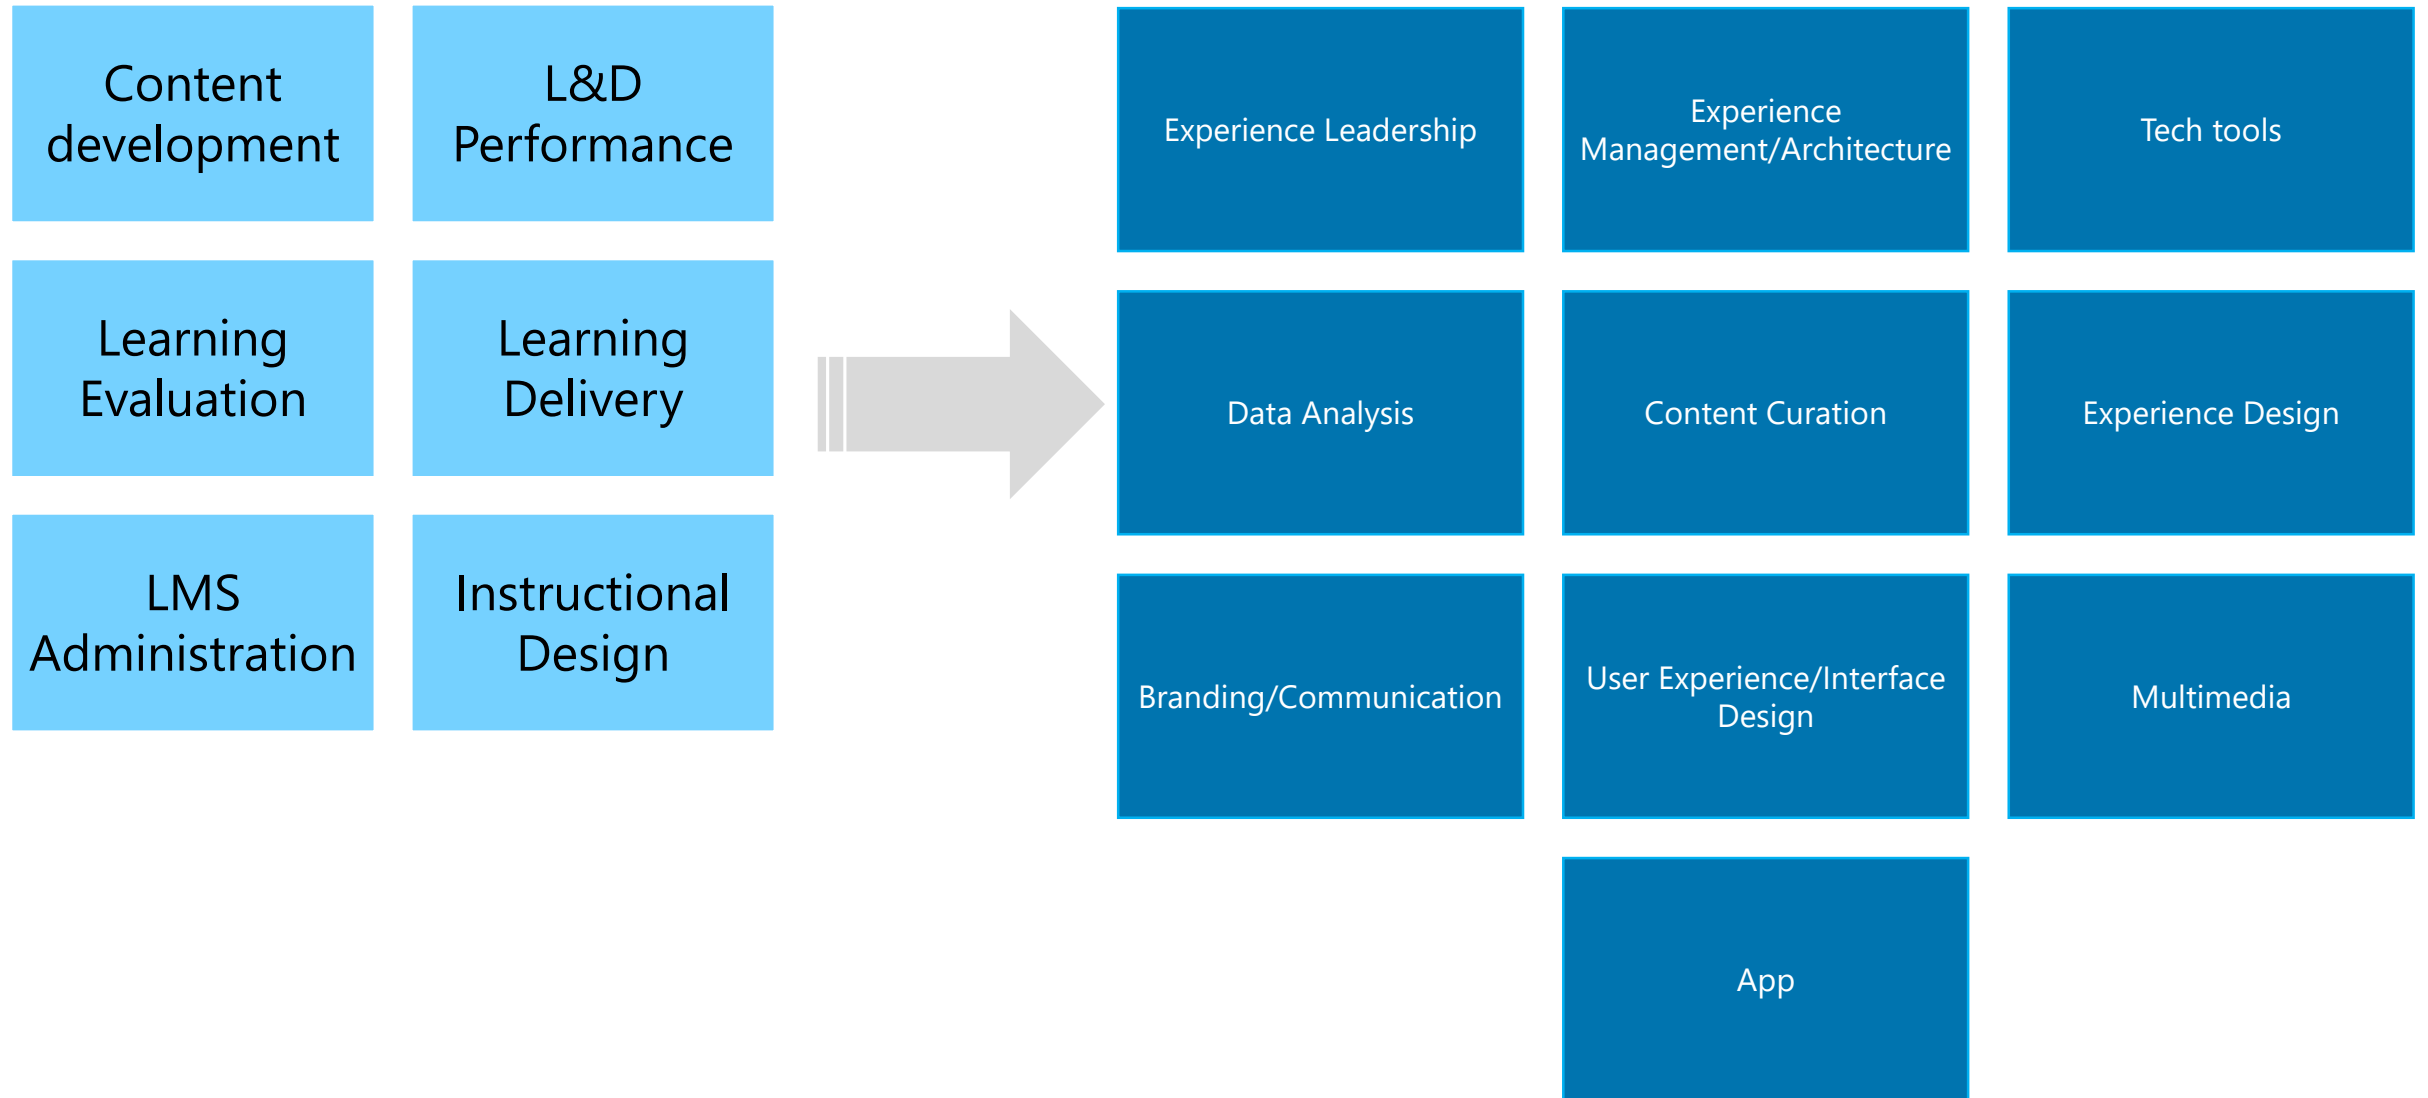 Content
development
L&D
Performance
Learning
Evaluation
Learning
Delivery
LMS
Administration
Instructional
Design
Experience Leadership
Experience
Management/Architecture
Tech tools
Data Analysis
Content Curation
Experience Design
Branding/Communication
User Experience/Interface
Design
Multimedia
App